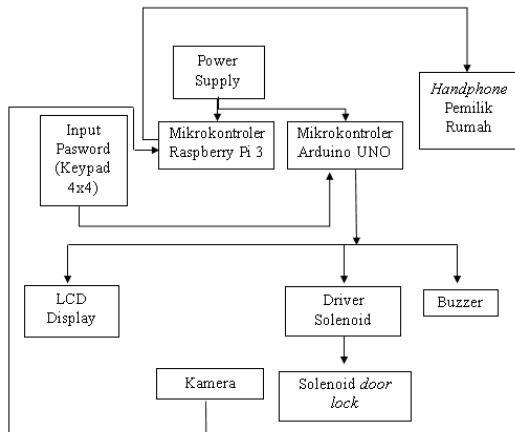 Power
Supply
Handphone
Pemilik
Rumah
Input
Pasword
(Keypad
4x4)
Mikrokontroler
Raspberry Pi 3
Mikrokontroler
Arduino UNO
LCD
Display
Driver
Solenoid
Buzzer
Kamera
Solenoid door
lock